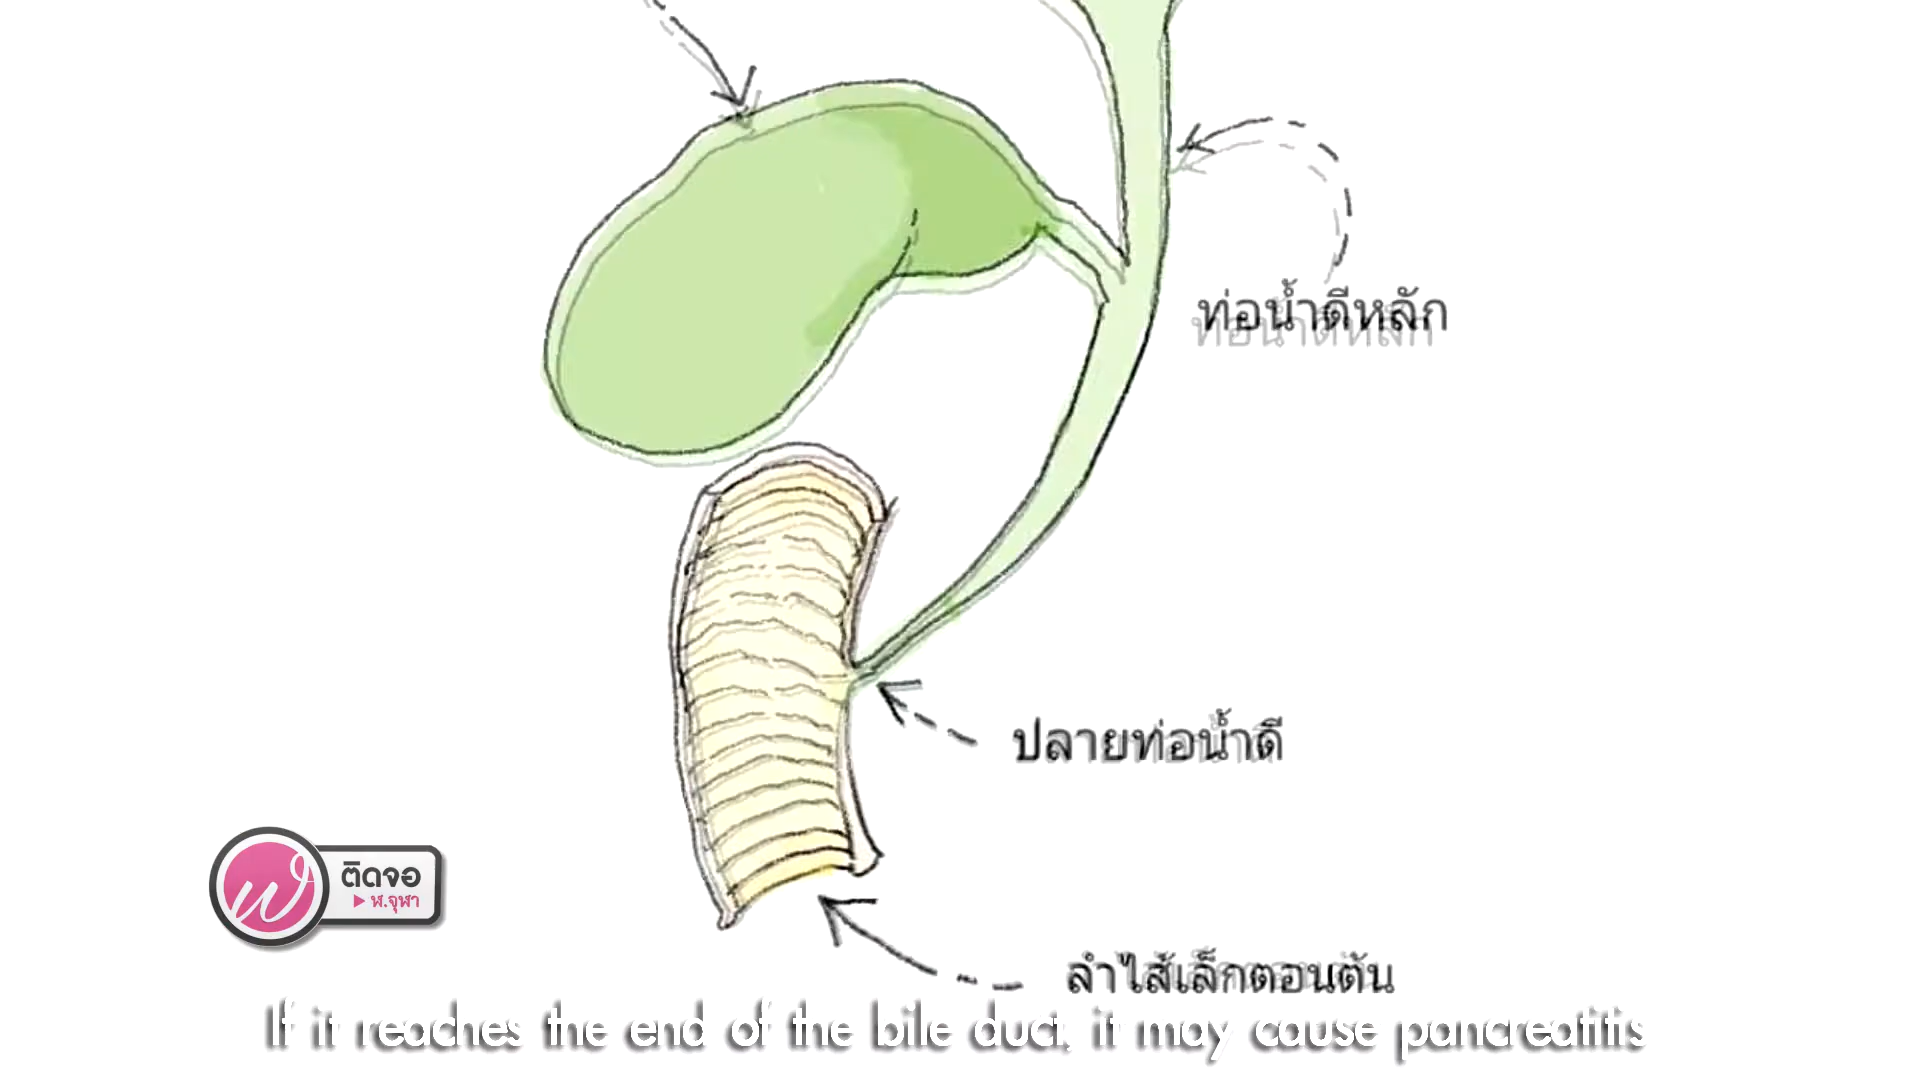 ท่อน้ำดีหลัก
ปลายท่อน้ำดี
ติดจอ
ฬ.จุฬา
ลำไส้เล็กตอนต้น
If it reaches the end of the bile duct, it may cause pancreatitis